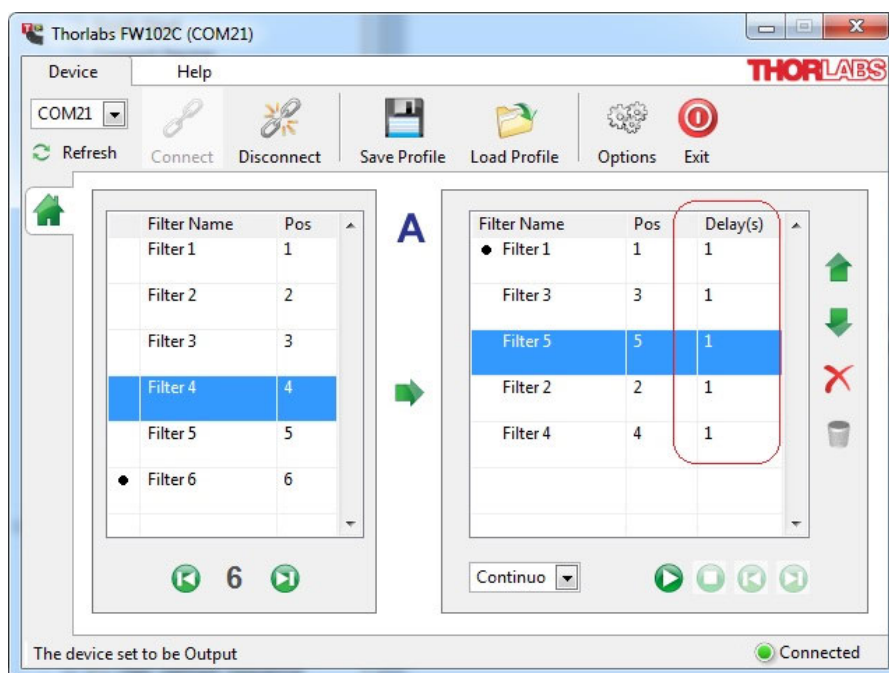 Thorlabs FW102C (COM21)
Device Help
THORLABS
COM21
Refresh
Connect
Disconnect
Save Profile
Load Profile
Options
Exit
Filter Name Pos
Filter 1 1
Filter 2 2
Filter 3 3
Filter 4 4
Filter 5 5
Filter 6 6
6
A
Filter Name Pos Delay(s)
Filter 1 1 1
Filter 3 3 1
Filter 5 5 1
Filter 2 2 1
Filter 4 4 1
Continuo
The device set to be Output
Connected